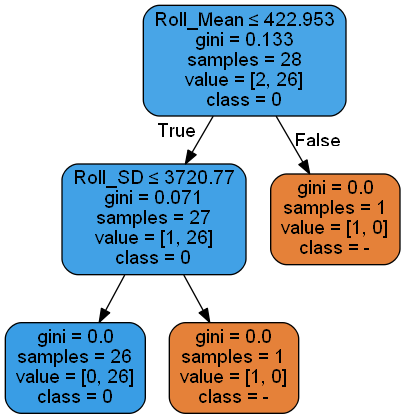 Roll_Mean ≤ 422.953
gini = 0.133
samples = 28
value = [2, 26]
class = 0
True
False
Roll_SD ≤ 3720.77
gini = 0.071
samples = 27
value = [1, 26]
class = 0
gini = 0.0
samples = 1
value = [1, 0]
class = -
gini = 0.0
samples = 26
value = [0, 26]
class = 0
gini = 0.0
samples = 1
value = [1, 0]
class = -